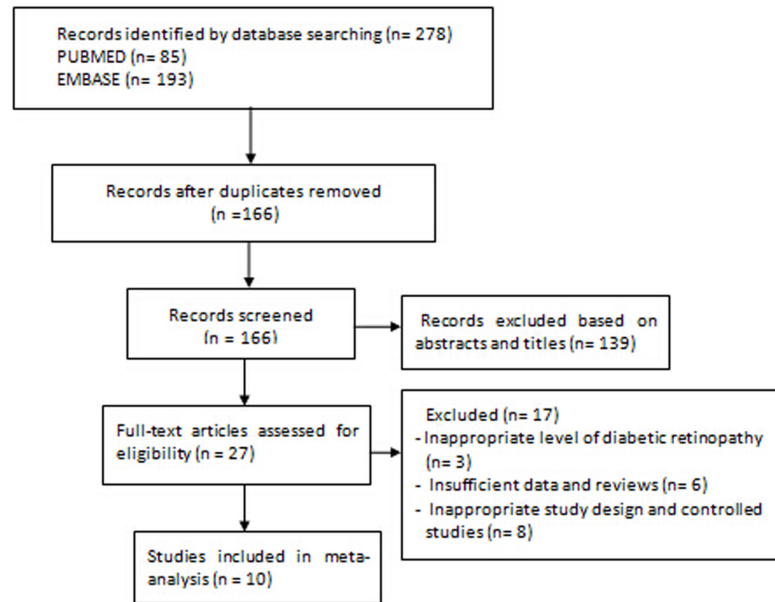 Records identified by database searching (n= 278)
PUBMED (n= 85)
EMBASE (n= 193)
Records after duplicates removed
(n =166)
Records screened
(n = 166)
Records excluded based on
abstracts and titles (n= 139)
Full-text articles assessed for
eligibility (n = 27)
Excluded (n= 17)
- Inappropriate level of diabetic retinopathy
(n= 3)
- Insufficient data and reviews (n= 6)
- Inappropriate study design and controlled
studies (n= 8)
Studies included in meta-
analysis (n = 10)